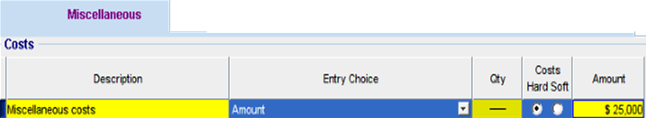 Miscellaneous
Costs
Description Entry Choice Qty Costs Hard Soft Amount
Miscellaneous costs Amount — $ 25,000